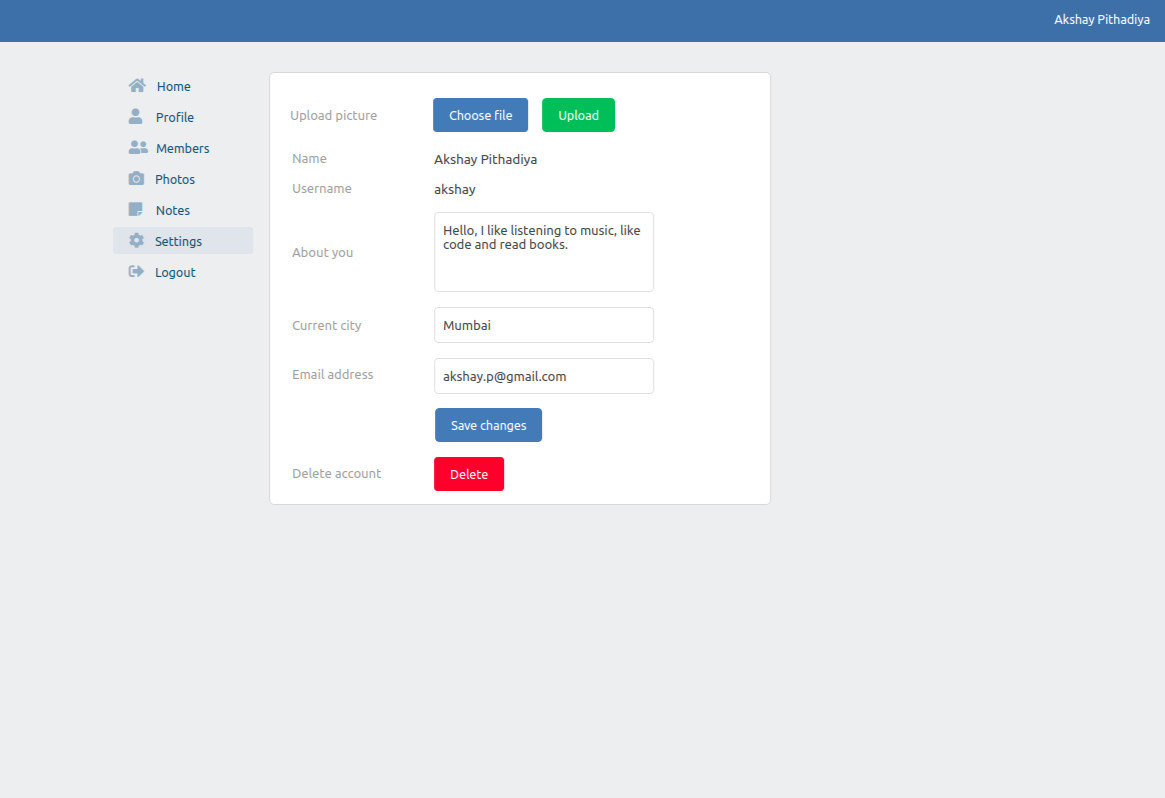 Akshay Pithadiya
Home
Profile
Members
Photos
Notes
Settings
Logout
Upload picture
Choose file
Upload
Name
Akshay Pithadiya
Username
akshay
About you
Hello, I like listening to music, like
code and read books.
Current city
Mumbai
Email address
akshay.p@gmail.com
Save changes
Delete account
Delete